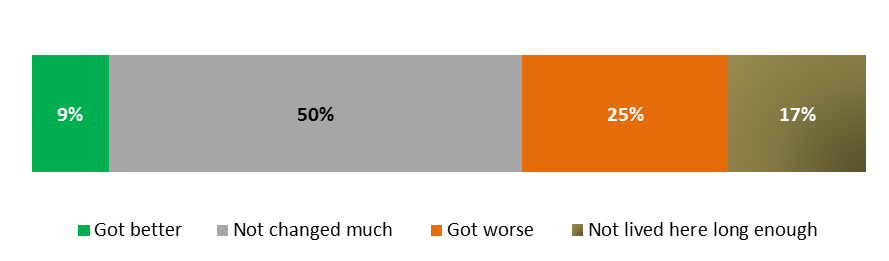 9% 50% 25% 17%
Got better Not changed much Got worse Not lived here long enough